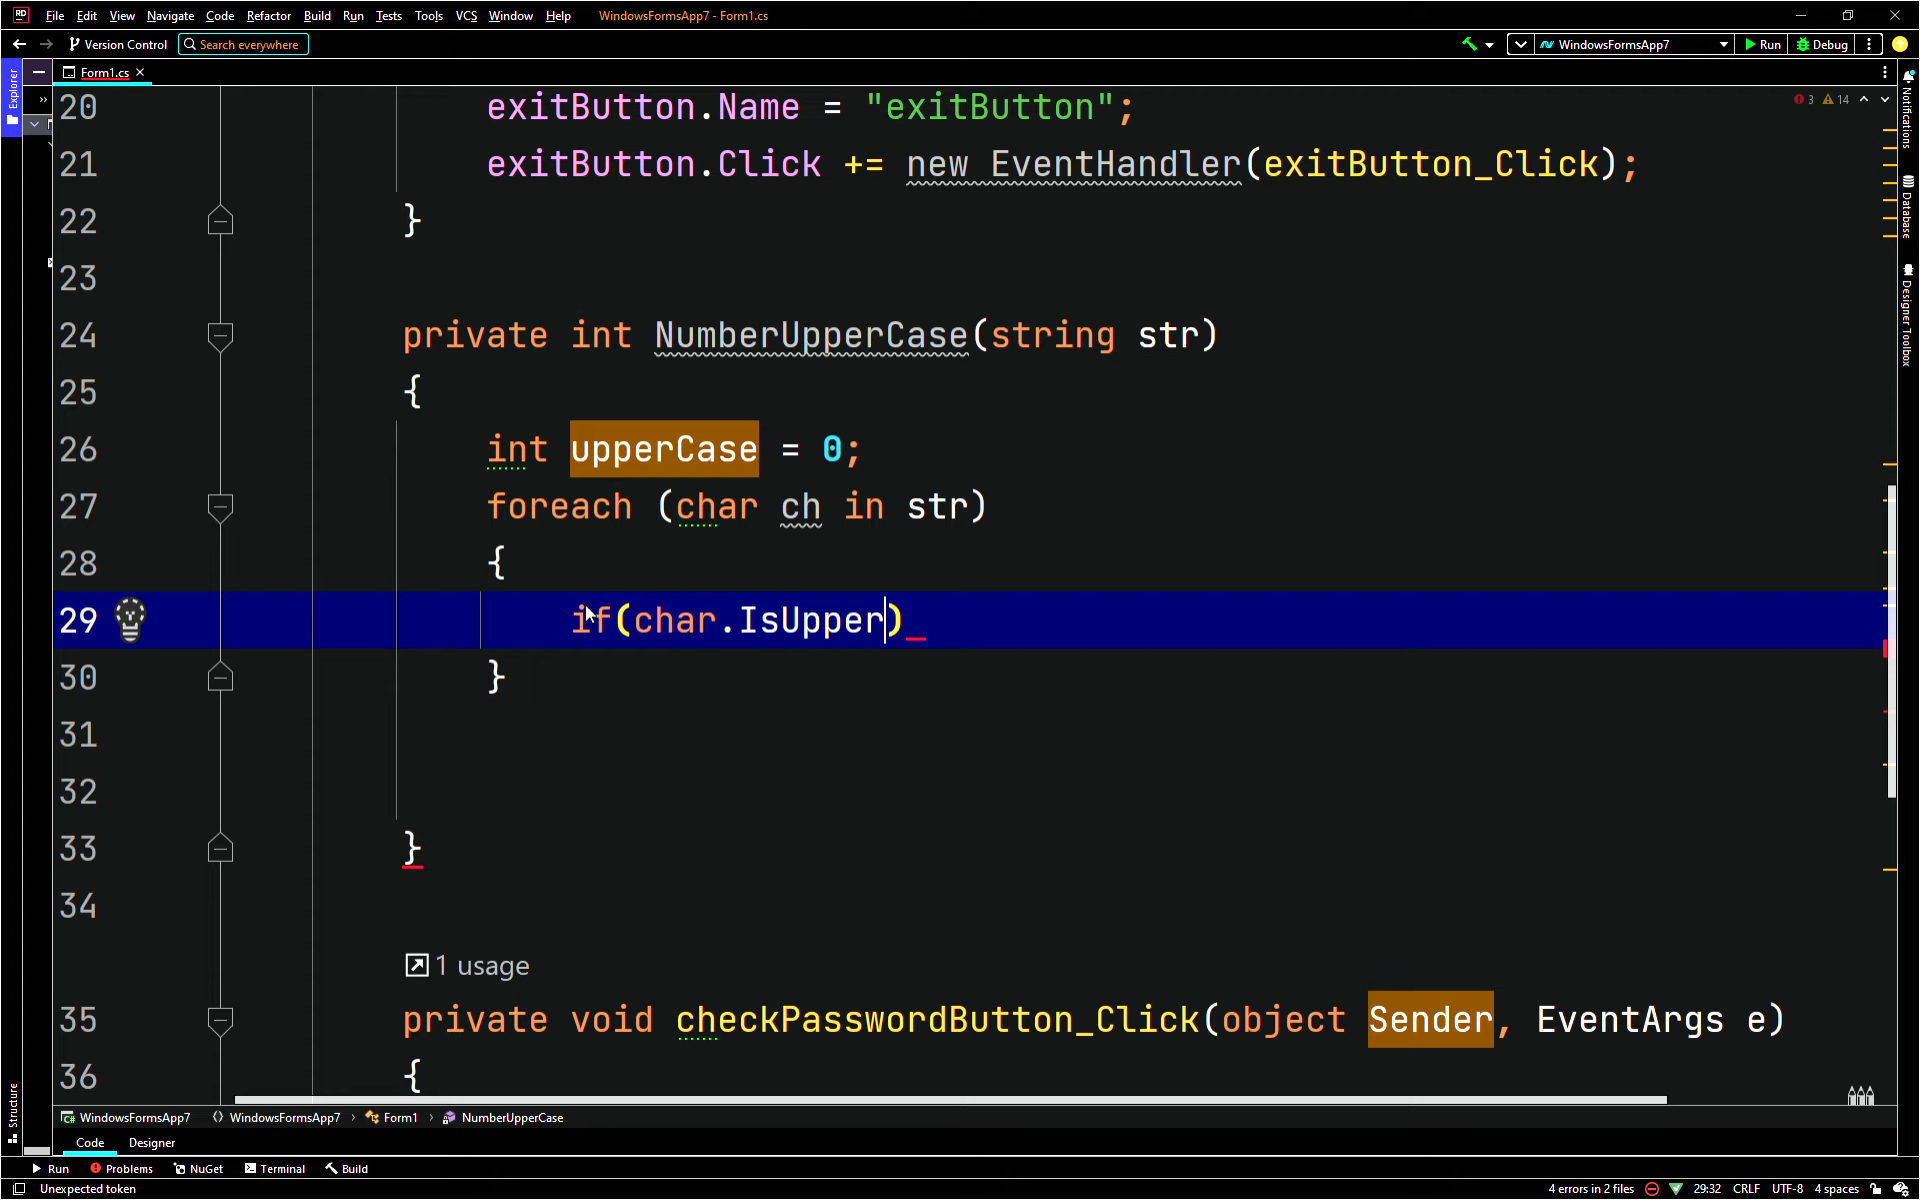 RD File Edit View Navigate Code Refactor Build Run Tests Tools VCS Window Help WindowsFormsApp7 - Form1.cs
Version Control Search everywhere WindowsFormsApp7 Run Debug
Explorer
Form1.cs
3 14
Notifications
Database
Designer Toolbox
20 exitButton.Name = "exitButton";
21 exitButton.Click += new EventHandler(exitButton_Click);
22 }
23
24 private int NumberUpperCase(string str)
25 {
26 int upperCase = 0;
27 foreach (char ch in str)
28 {
29 if(char.IsUpper)
30 }
31
32
33 }
34
1 usage
35 private void checkPasswordButton_Click(object Sender, EventArgs e)
36 {
Structure
C# WindowsFormsApp7 WindowsFormsApp7 Form1 NumberUpperCase
Code Designer
Run Problems NuGet Terminal Build
Unexpected token 4 errors in 2 files 29:32 CRLF UTF-8 4 spaces